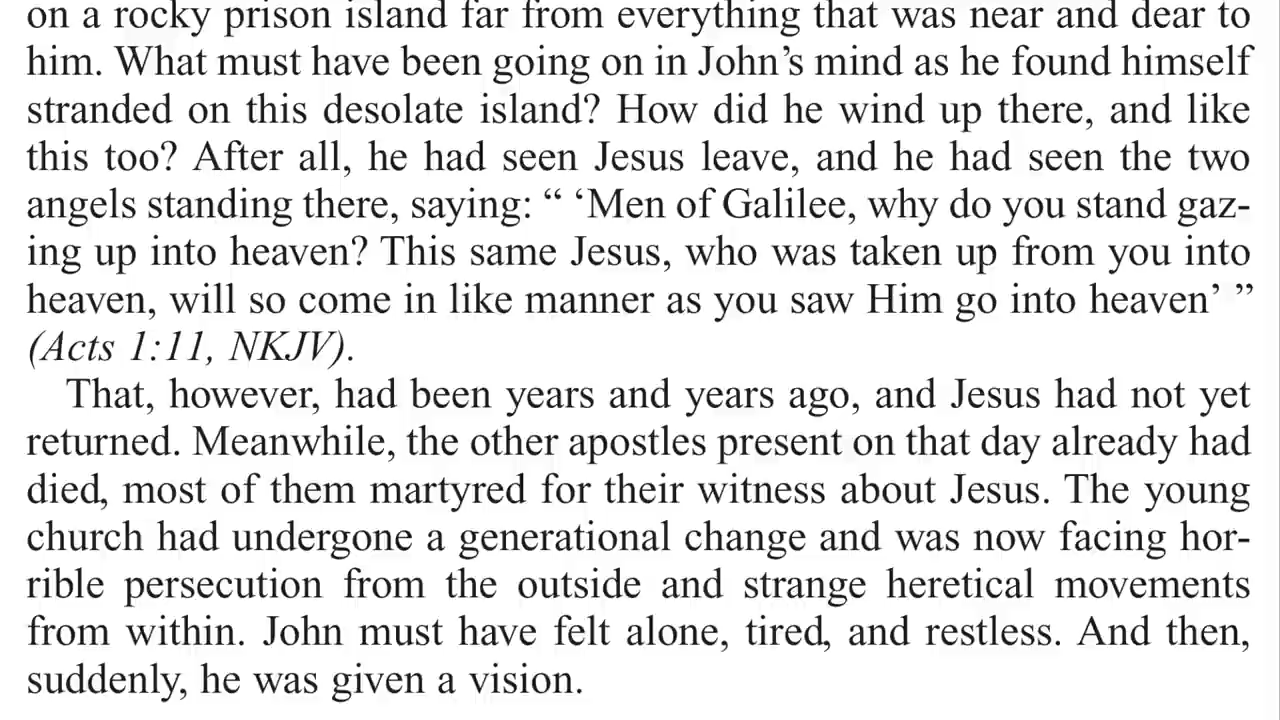 on a rocky prison island far from everything that was near and dear to
him. What must have been going on in John’s mind as he found himself
stranded on this desolate island? How did he wind up there, and like
this too? After all, he had seen Jesus leave, and he had seen the two
angels standing there, saying: “ ‘Men of Galilee, why do you stand gaz-
ing up into heaven? This same Jesus, who was taken up from you into
heaven, will so come in like manner as you saw Him go into heaven’ ”
(Acts 1:11, NKJV).
That, however, had been years and years ago, and Jesus had not yet
returned. Meanwhile, the other apostles present on that day already had
died, most of them martyred for their witness about Jesus. The young
church had undergone a generational change and was now facing hor-
rible persecution from the outside and strange heretical movements
from within. John must have felt alone, tired, and restless. And then,
suddenly, he was given a vision.